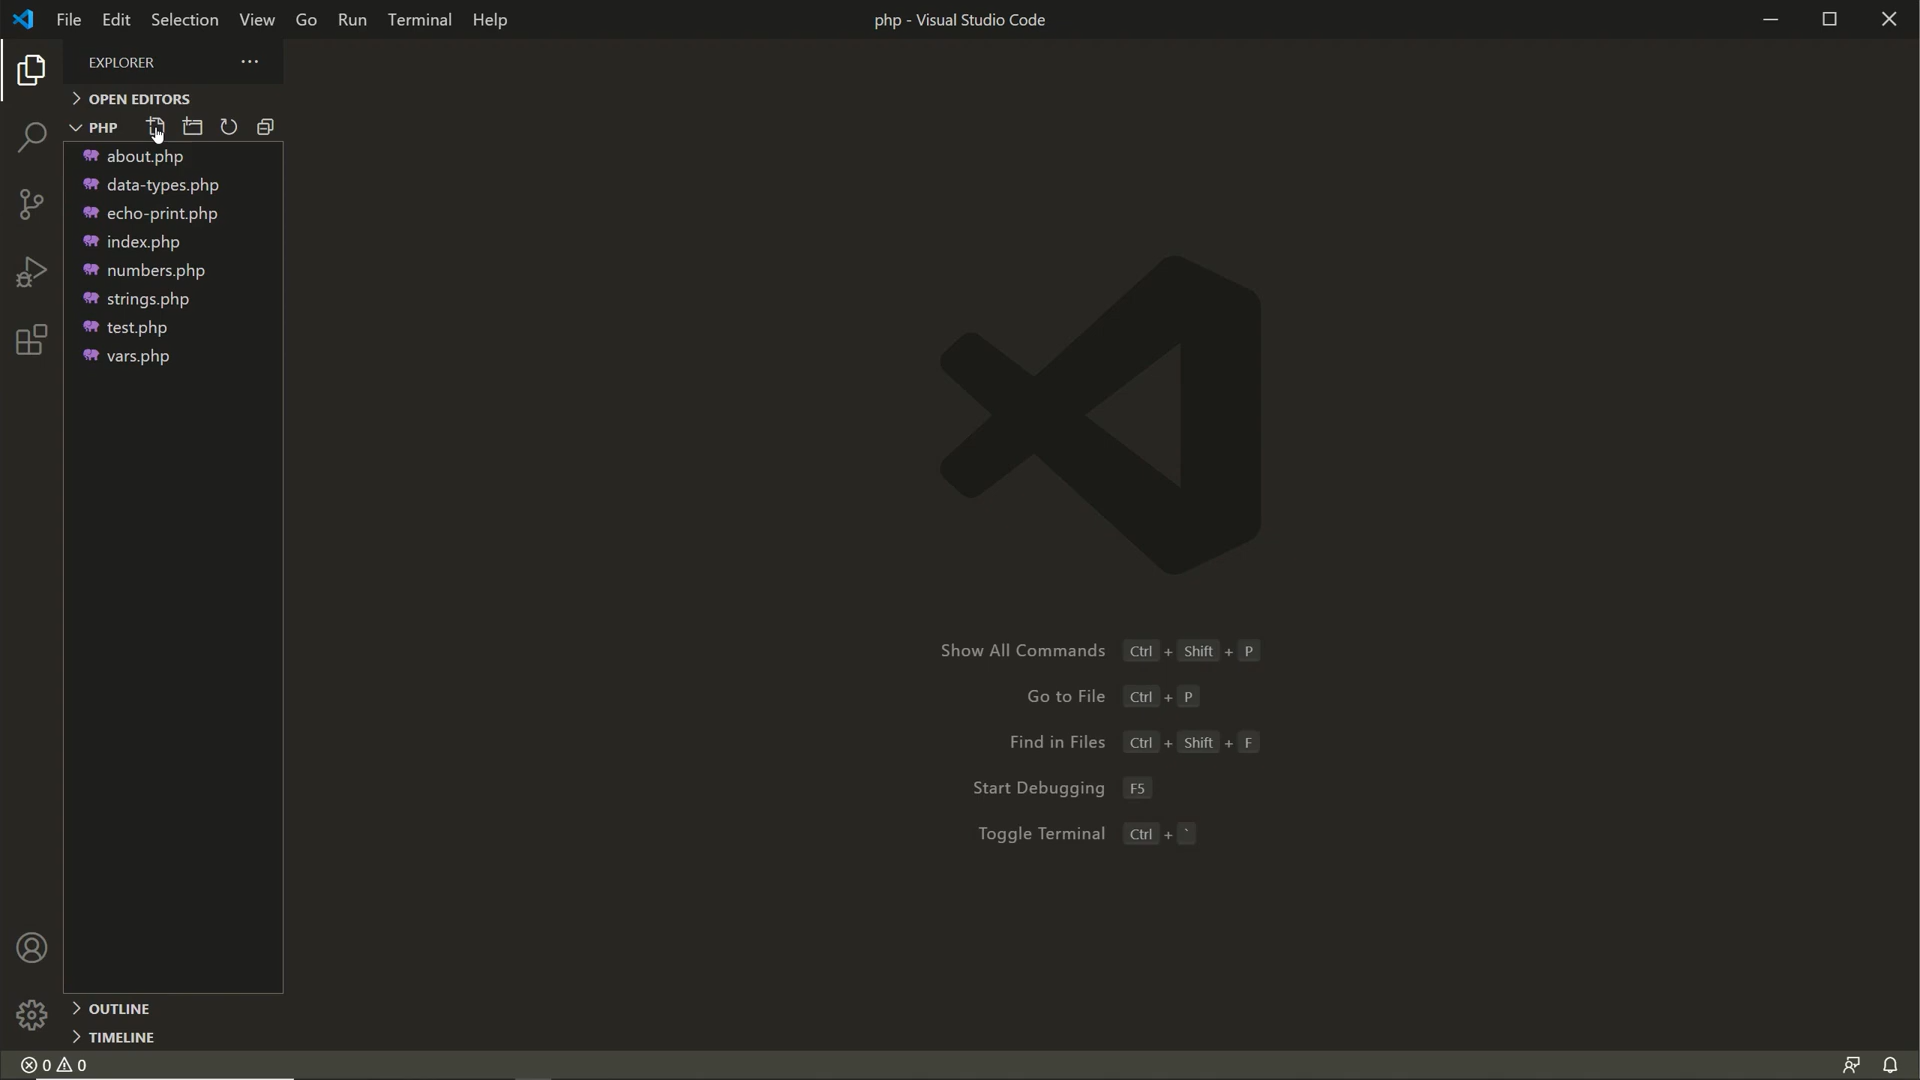 File Edit Selection View Go Run Terminal Help
php - Visual Studio Code
EXPLORER ···
OPEN EDITORS
PHP
about.php
data-types.php
echo-print.php
index.php
numbers.php
strings.php
test.php
vars.php
Show All Commands Ctrl + Shift + P
Go to File Ctrl + P
Find in Files Ctrl + Shift + F
Start Debugging F5
Toggle Terminal Ctrl + `
OUTLINE
TIMELINE
0 0